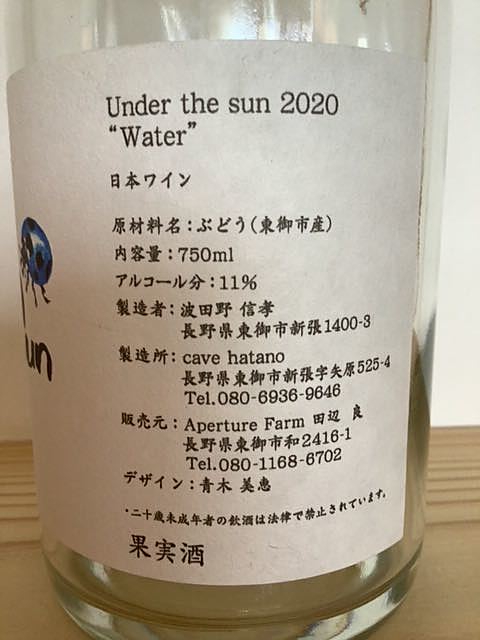 Under the sun 2020
“Water”
日本ワイン
原材料名：ぶどう（東御市産）
内容量：750ml
アルコール分：11%
製造者：波田野 信孝
長野県東御市新張1400-3
製造所：cave hatano
長野県東御市新張字矢原525-4
Tel.080-6936-9646
販売元：Aperture Farm 田辺 良
長野県東御市和2416-1
Tel.080-1168-6702
デザイン：青木 美恵
・二十歳未成年者の飲酒は法律で禁止されています。
果実酒
un